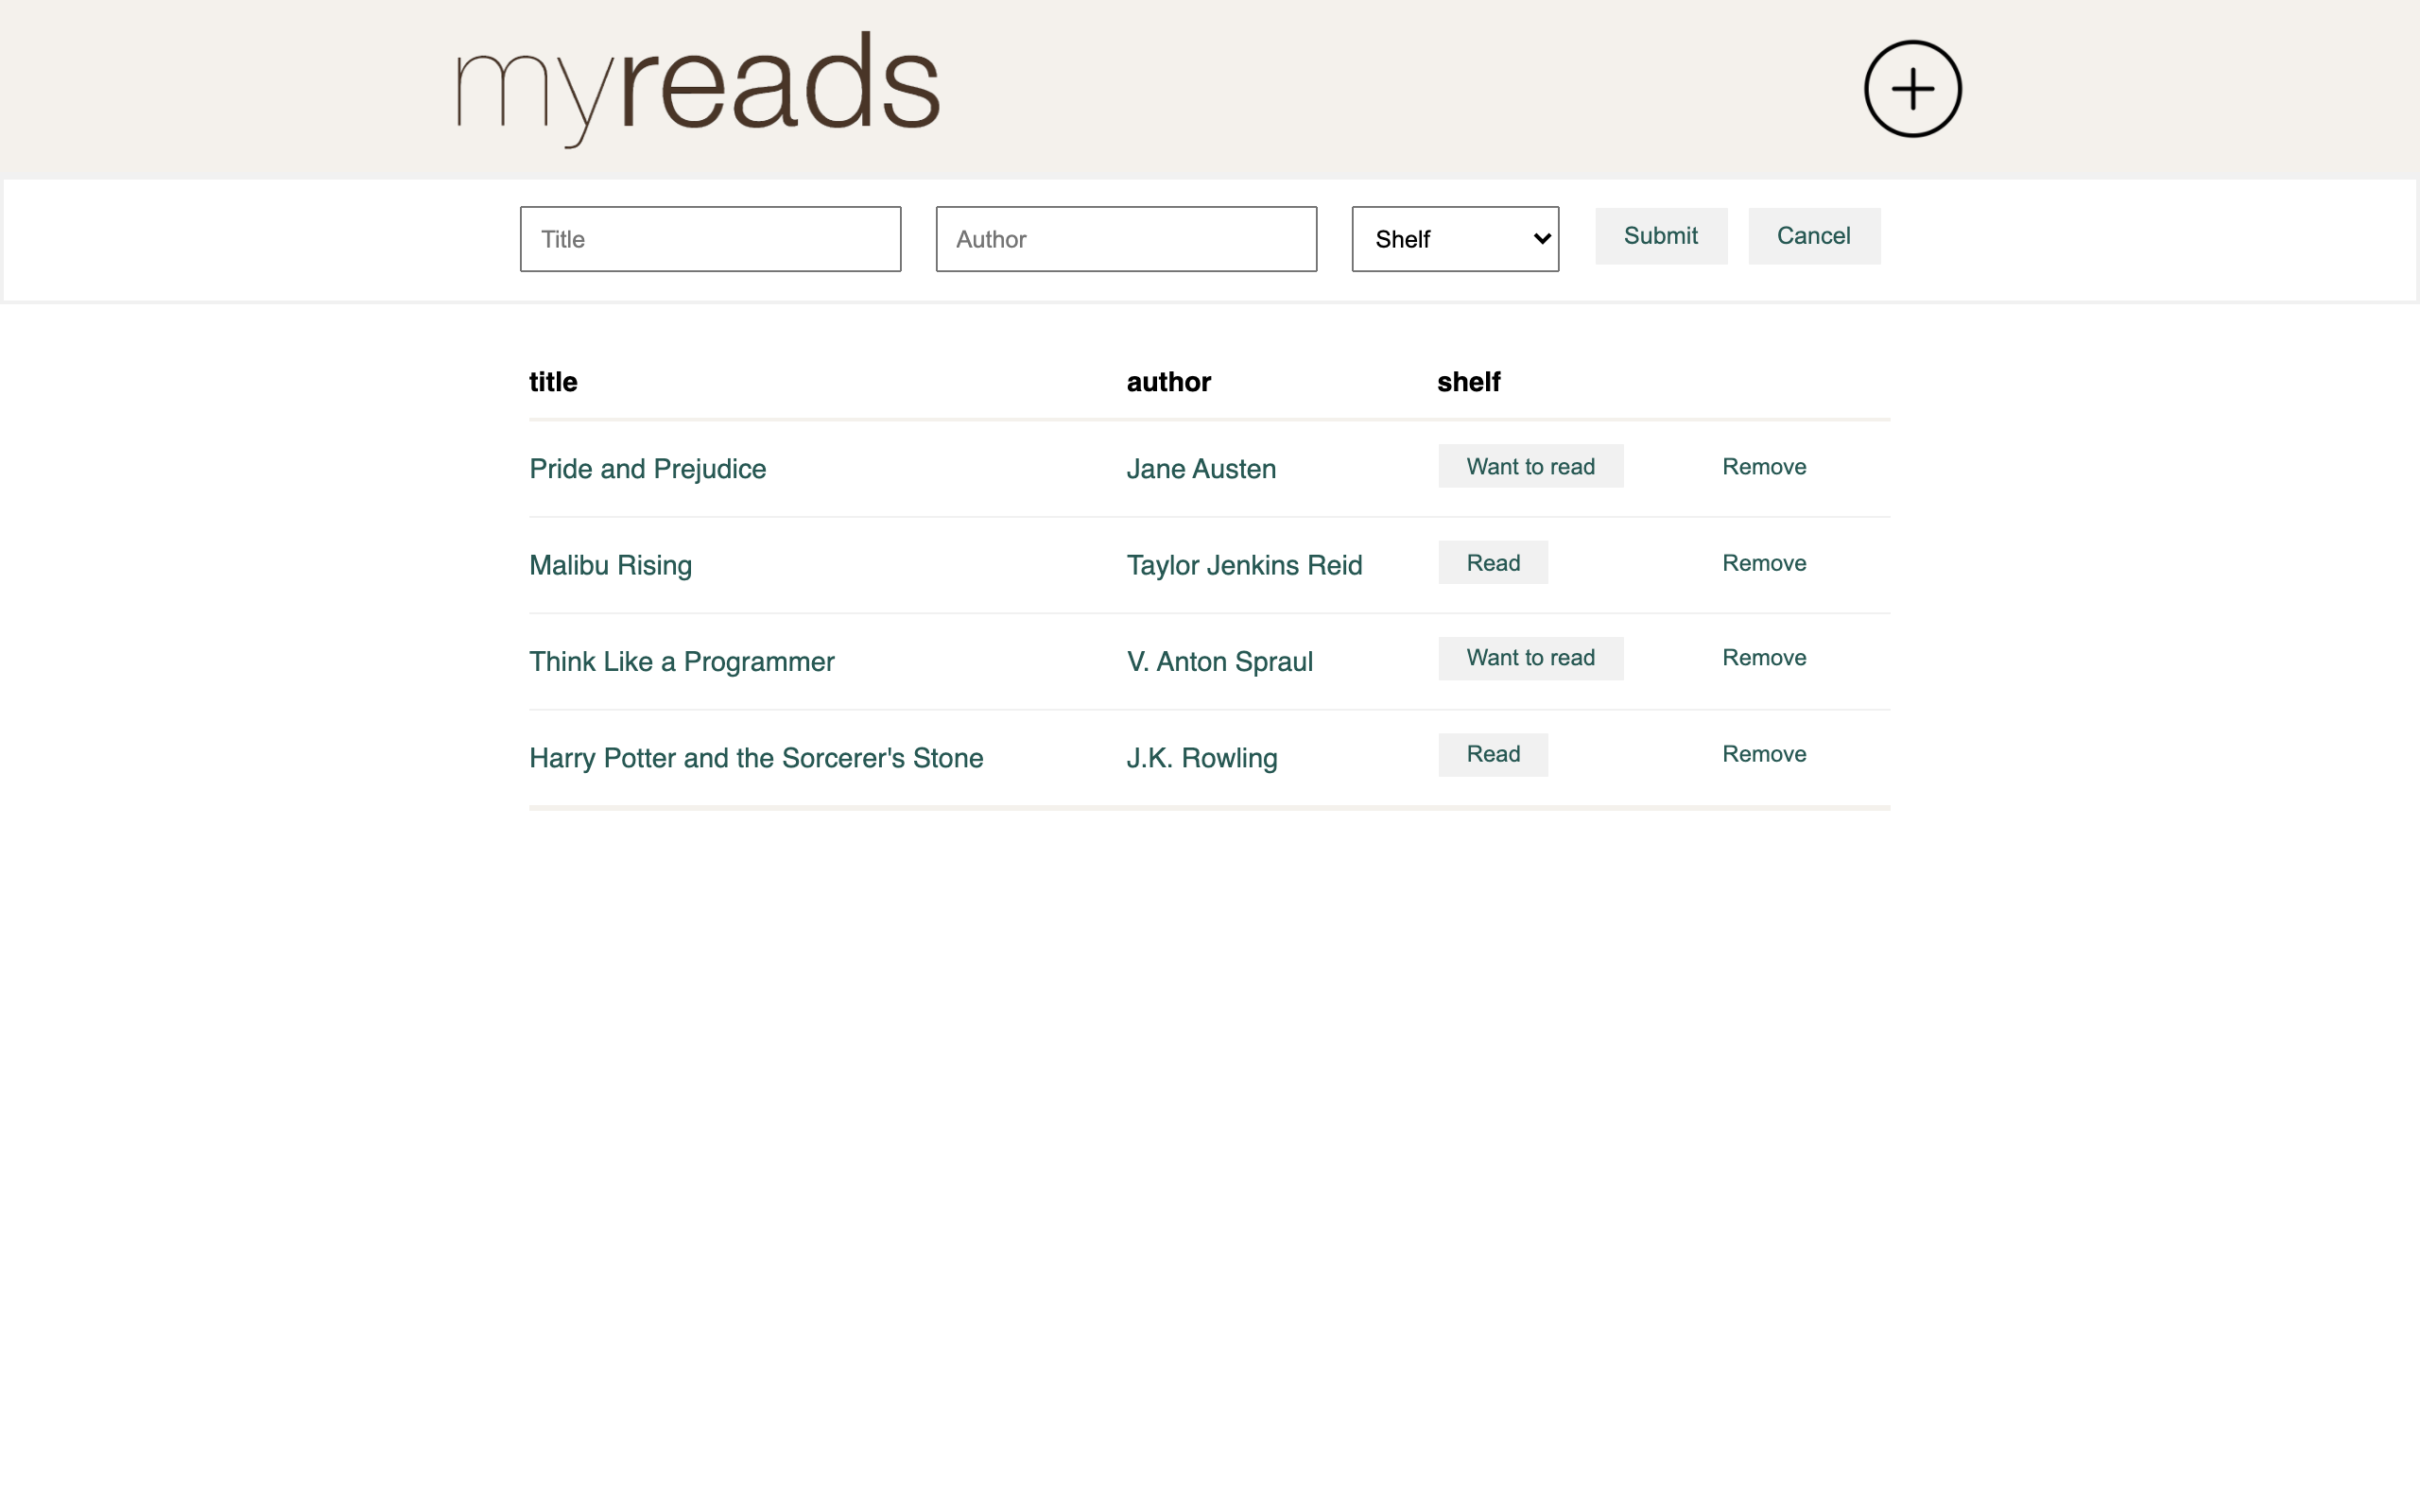 myreads
Title Author Shelf Submit Cancel
title author shelf
Pride and Prejudice Jane Austen Want to read Remove
Malibu Rising Taylor Jenkins Reid Read Remove
Think Like a Programmer V. Anton Spraul Want to read Remove
Harry Potter and the Sorcerer's Stone J.K. Rowling Read Remove